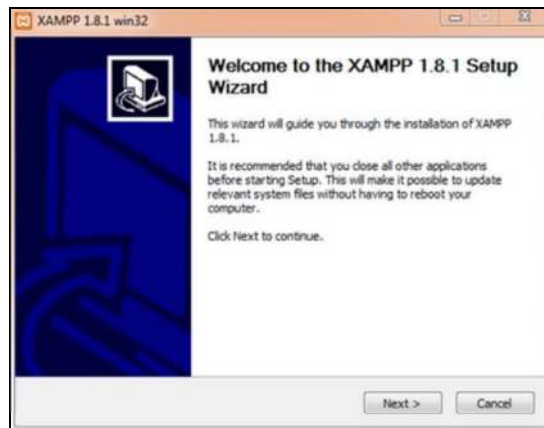 XAMPP 1.8.1 win32
Welcome to the XAMPP 1.8.1 Setup
Wizard
This wizard will guide you through the installation of XAMPP
1.8.1.
It is recommended that you close all other applications
before starting Setup. This will make it possible to update
relevant system files without having to reboot your
computer.
Click Next to continue.
Next >
Cancel